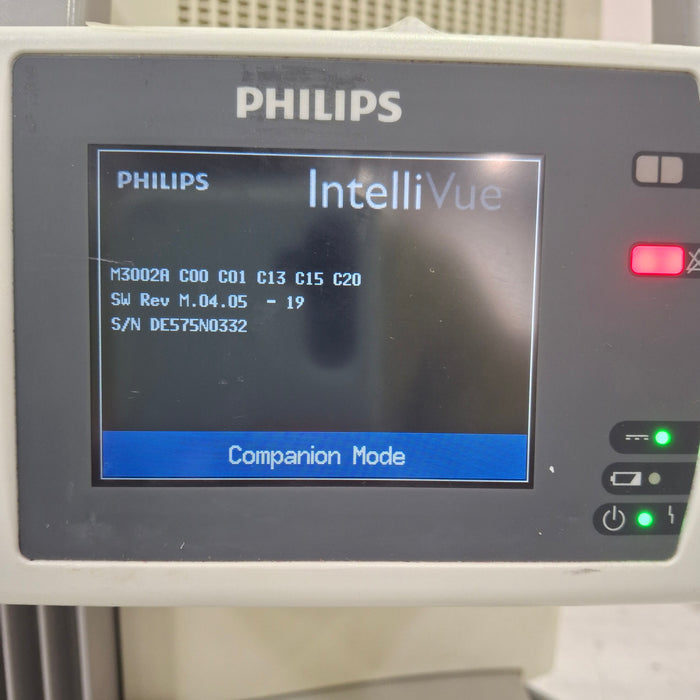 PHILIPS
PHILIPS IntelliVue
M3002A C00 C01 C13 C15 C20
SW Rev M.04.05 - 19
S/N DE575N0332
Companion Mode